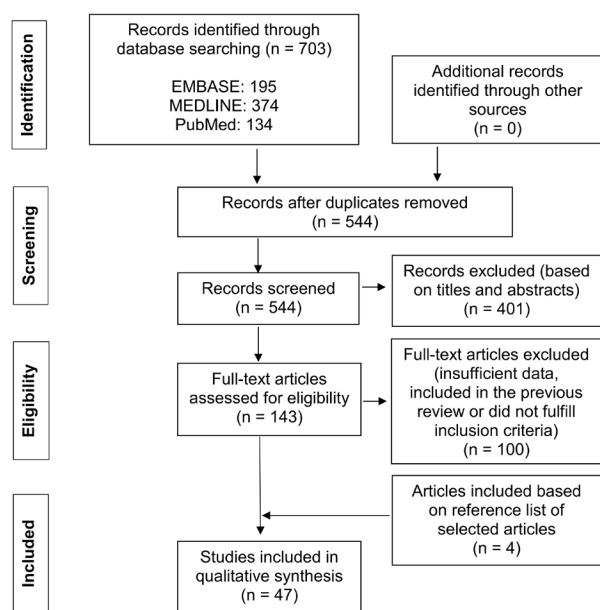 Identification
Records identified through
database searching (n = 703)
EMBASE: 195
MEDLINE: 374
PubMed: 134
Additional records
identified through other
sources
(n = 0)
Screening
Records after duplicates removed
(n = 544)
Records screened
(n = 544)
Records excluded (based
on titles and abstracts)
(n = 401)
Eligibility
Full-text articles
assessed for eligibility
(n = 143)
Full-text articles excluded
(insufficient data,
included in the previous
review or did not fulfill
inclusion criteria)
(n = 100)
Included
Articles included based
on reference list of
selected articles
(n = 4)
Studies included in
qualitative synthesis
(n = 47)